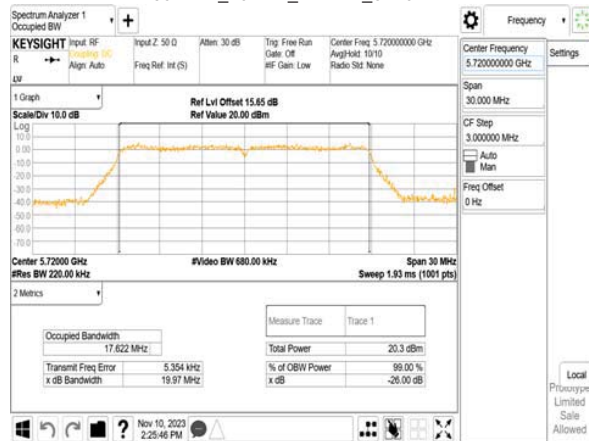 Spectrum Analyzer 1
Occupied BW
Frequency
KEYSIGHT
R
Input: RF
Coupling: DC
Align: Auto
Input Z: 50 Ω
Freq Ref: Int (S)
Atten: 30 dB
Trig: Free Run
Gate: Off
#IF Gain: Low
Center Freq: 5.720000000 GHz
Avg|Hold: 10/10
Radio Std: None
Center Frequency
5.720000000 GHz
Settings
Span
30.000 MHz
CF Step
3.000000 MHz
Auto
Man
Freq Offset
0 Hz
1 Graph
Scale/Div 10.0 dB
Ref Lvl Offset 15.65 dB
Ref Value 20.00 dBm
Log
10.0
0.00
-10.0
-20.0
-30.0
-40.0
-50.0
-60.0
-70.0
Center 5.72000 GHz
#Res BW 220.00 kHz
#Video BW 680.00 kHz
Span 30 MHz
Sweep 1.93 ms (1001 pts)
2 Metrics
Measure Trace
Trace 1
Occupied Bandwidth
17.622 MHz
Total Power
20.3 dBm
Transmit Freq Error
5.354 kHz
% of OBW Power
99.00 %
x dB Bandwidth
19.97 MHz
x dB
-26.00 dB
Local
Prototype
Limited
Sale
Allowed
Nov 10, 2023
2:25:46 PM